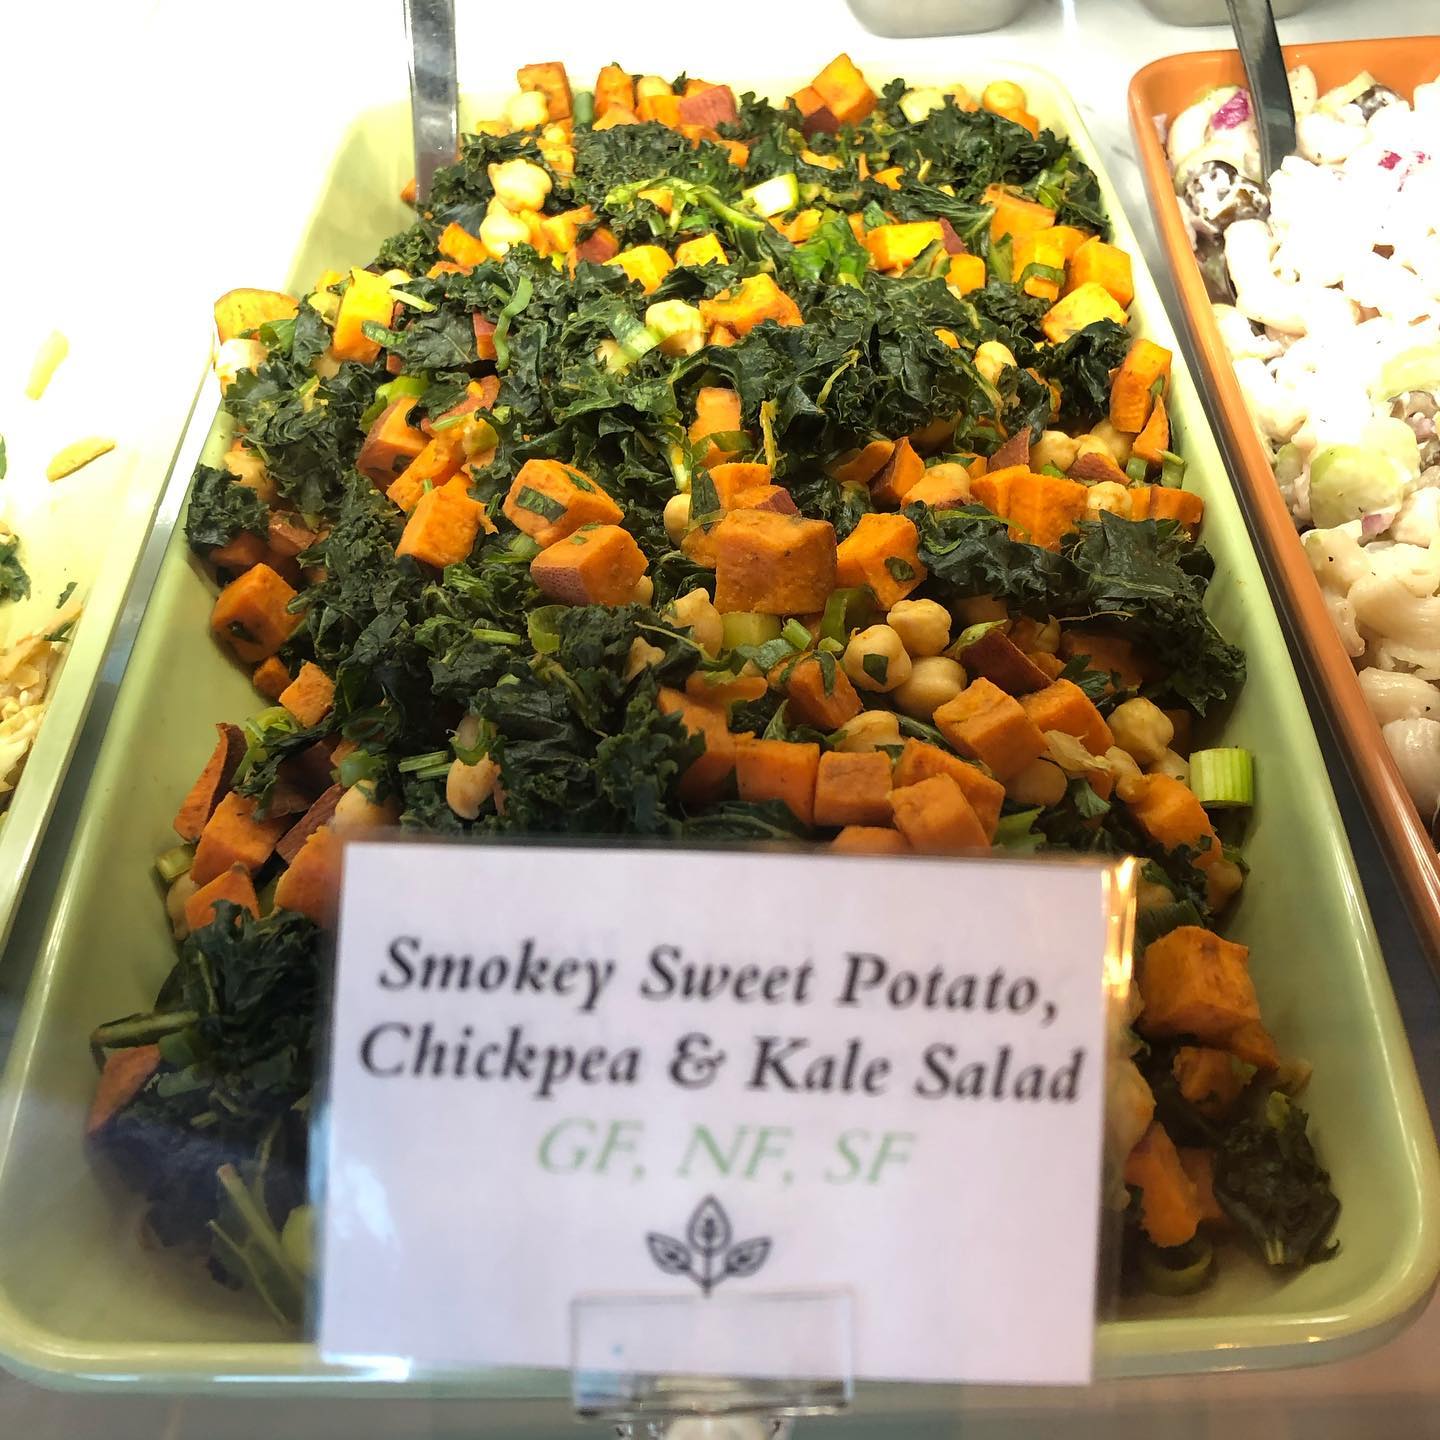 Smokey Sweet Potato,
Chickpea & Kale Salad
GF, NF, SF